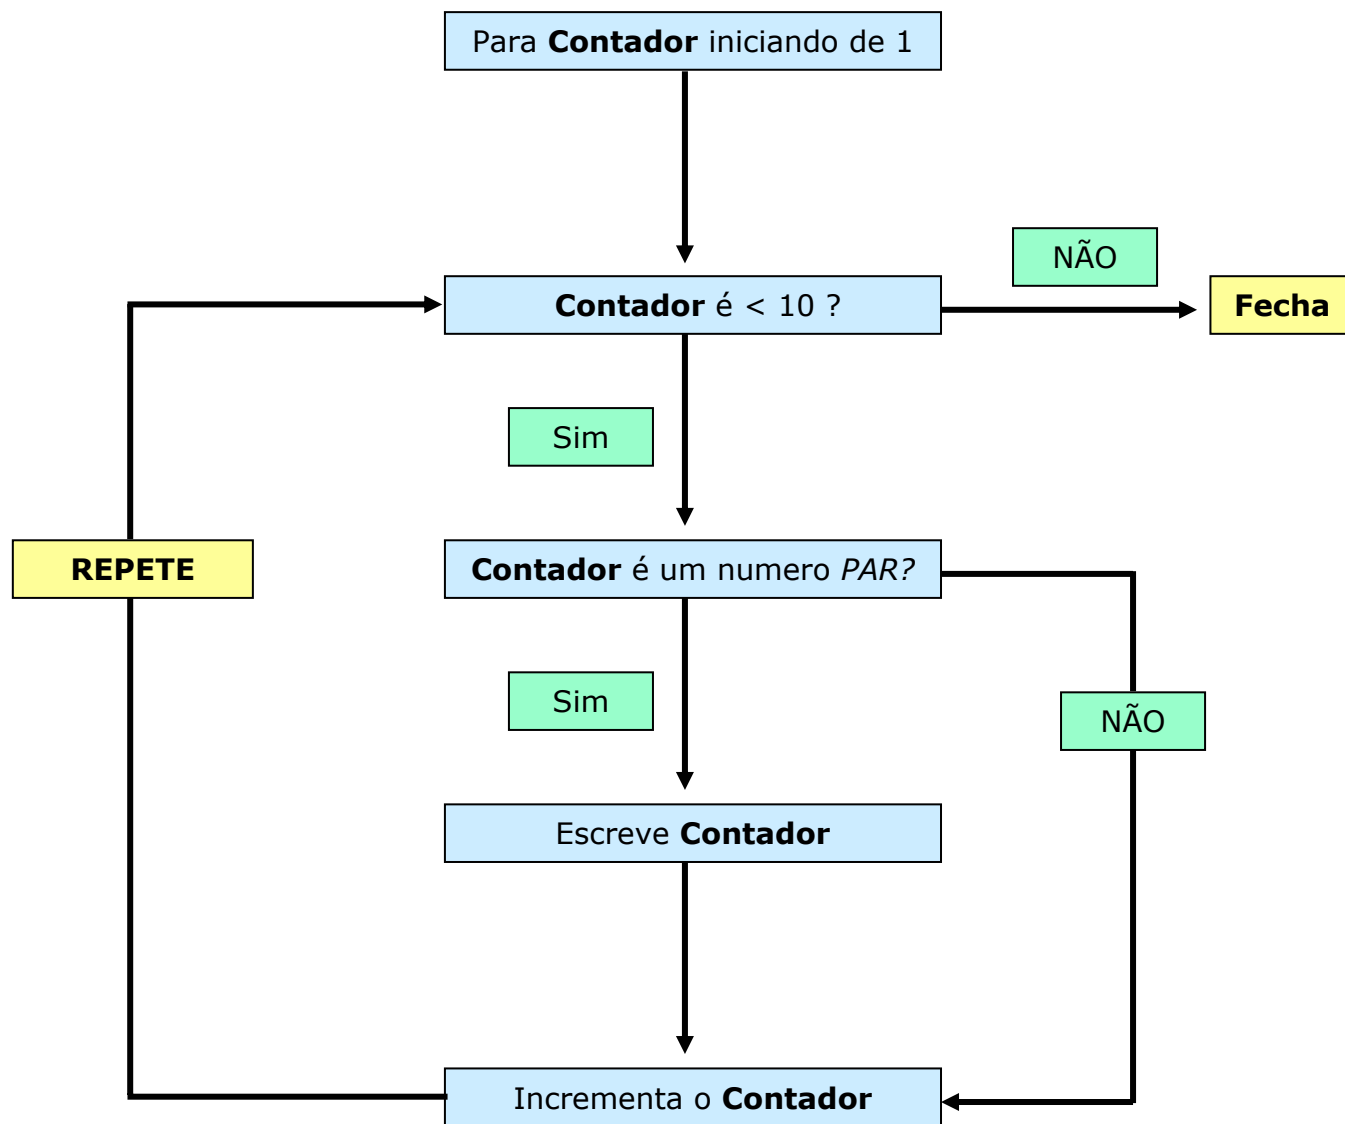 Para Contador iniciando de 1
NÃO
Contador é < 10 ?
Fecha
Sim
REPETE
Contador é um numero PAR?
Sim
NÃO
Escreve Contador
Incrementa o Contador